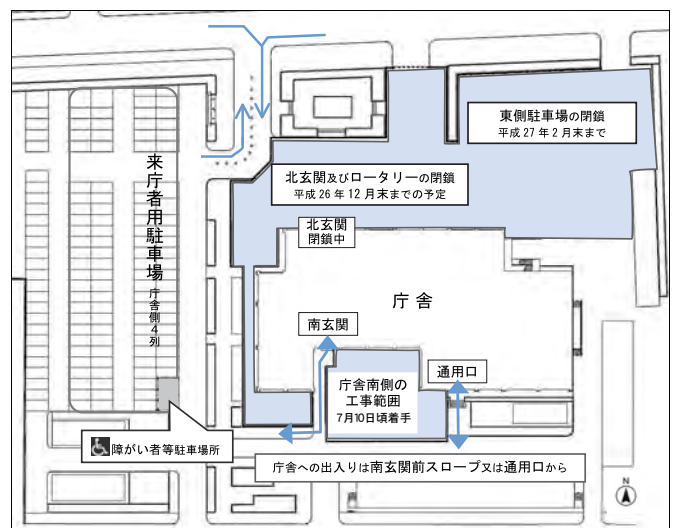 東側駐車場の閉鎖
平成27年2月末まで
北玄関及びロータリーの閉鎖
平成26年12月末までの予定
来庁者用駐車場
庁舎側4列
北玄関
閉鎖中
庁舎
南玄関
庁舎南側の
工事範囲
7月10日頃着手
通用口
障がい者等駐車場所
庁舎への出入りは南玄関前スロープ又は通用口から
N